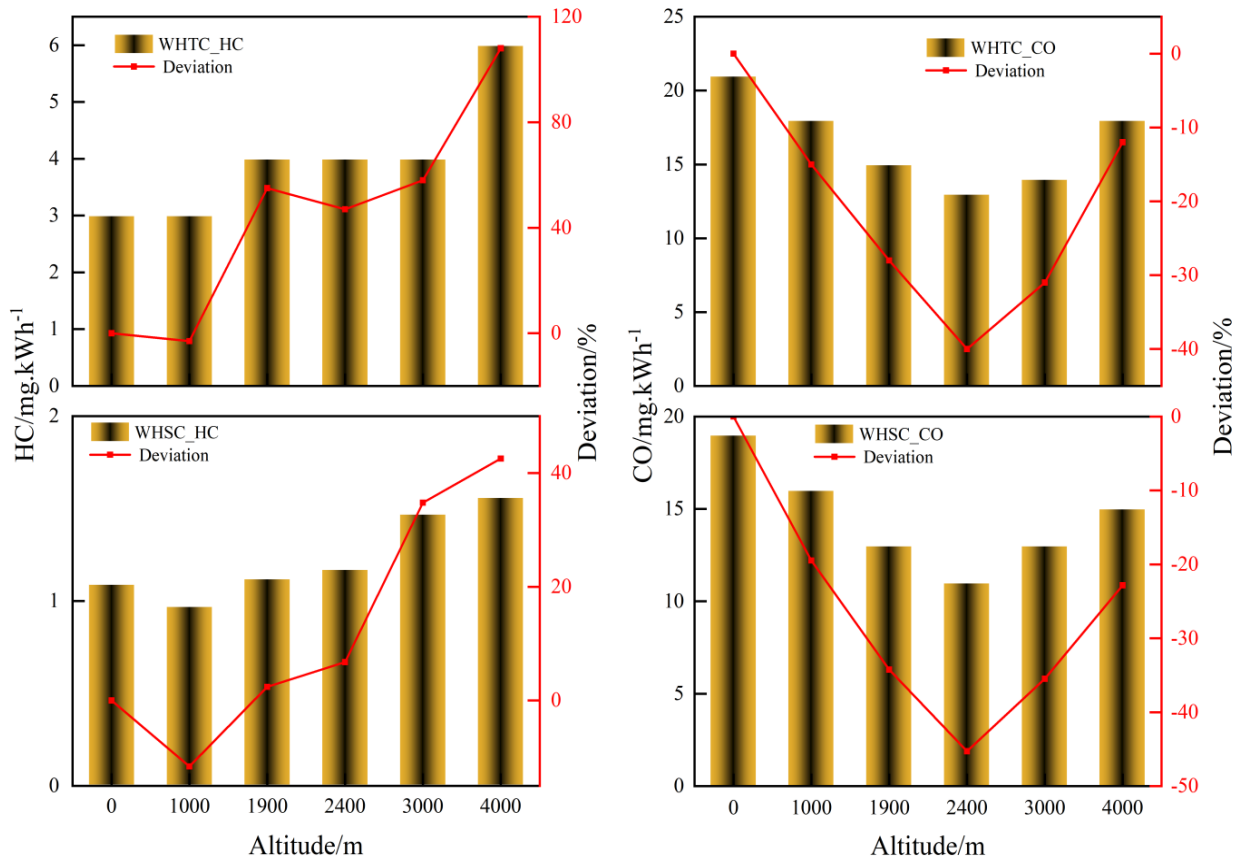 WHTC_HC
Deviation
6
5
4
3
2
1
0
120
80
40
0
HC/mg.kWh⁻¹
Deviation/%
WHSC_HC
Deviation
2
1
0
40
20
0
0 1000 1900 2400 3000 4000
Altitude/m
WHTC_CO
Deviation
25
20
15
10
5
0
0
-10
-20
-30
-40
CO/mg.kWh⁻¹
Deviation/%
WHSC_CO
Deviation
20
15
10
5
0
0
-10
-20
-30
-40
-50
0 1000 1900 2400 3000 4000
Altitude/m